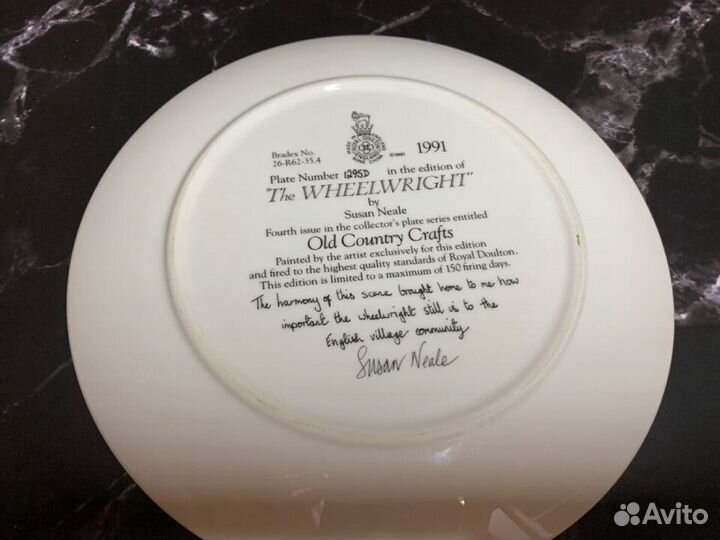 Bradex No.
26-R62-35.4
©1991
1991
Plate Number 1295D in the edition of
"The WHEELWRIGHT"
by
Susan Neale
Fourth issue in the collector's plate series entitled
Old Country Crafts
Painted by the artist exclusively for this edition
and fired to the highest quality standards of Royal Doulton.
This edition is limited to a maximum of 150 firing days.
The harmony of this scene brought home to me how
important the wheelwright still is to the
English village community
Susan Neale
Avito